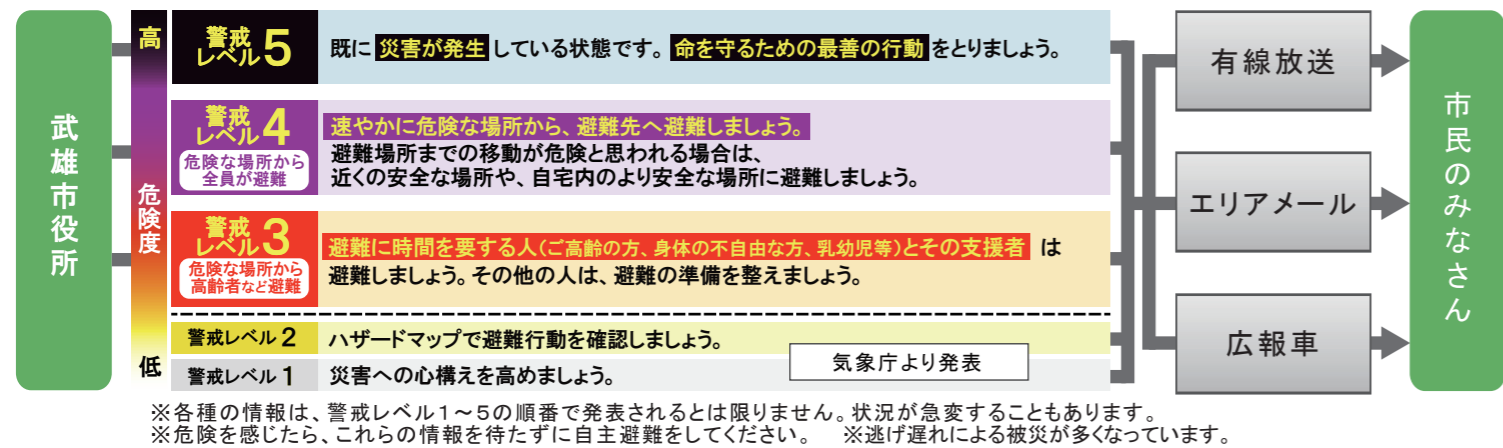 武雄市役所
高
危険度
低
警戒
レベル5
既に 災害が発生 している状態です。 命を守るための最善の行動 をとりましょう。
警戒
レベル4
危険な場所から
全員が避難
速やかに危険な場所から、避難先へ避難しましょう。
避難場所までの移動が危険と思われる場合は、
近くの安全な場所や、自宅内のより安全な場所に避難しましょう。
警戒
レベル3
危険な場所から
高齢者など避難
避難に時間を要する人(ご高齢の方、身体の不自由な方、乳幼児等)とその支援者 は
避難しましょう。その他の人は、避難の準備を整えましょう。
警戒レベル 2
ハザードマップで避難行動を確認しましょう。
警戒レベル 1
災害への心構えを高めましょう。
気象庁より発表
有線放送
エリアメール
広報車
市民のみなさん
※各種の情報は、警戒レベル1～5の順番で発表されるとは限りません。状況が急変することもあります。
※危険を感じたら、これらの情報を待たずに自主避難をしてください。 ※逃げ遅れによる被災が多くなっています。